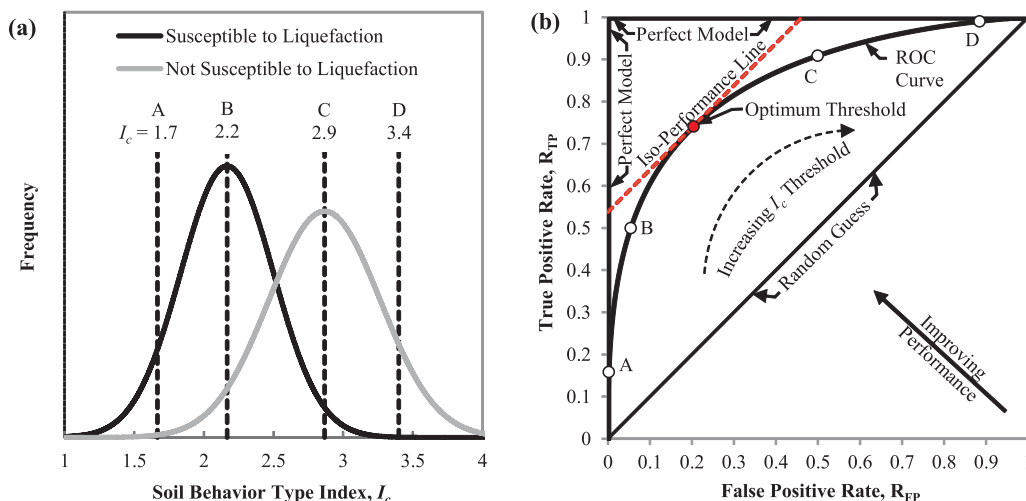 (a)
Susceptible to Liquefaction
Not Susceptible to Liquefaction
A B C D
I_c = 1.7 2.2 2.9 3.4
Frequency
1 1.5 2 2.5 3 3.5 4
Soil Behavior Type Index, I_c
(b)
1
0.9
0.8
0.7
0.6
0.5
0.4
0.3
0.2
0.1
0
True Positive Rate, R_TP
Perfect Model
Perfect Model
Iso-Performance Line
D
C
ROC
Curve
Optimum Threshold
B
Increasing I_c Threshold
Random Guess
A
Improving
Performance
0 0.1 0.2 0.3 0.4 0.5 0.6 0.7 0.8 0.9
False Positive Rate, R_FP